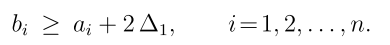 b_i ≥ a_i + 2 Δ_1,      i = 1, 2, . . . , n.